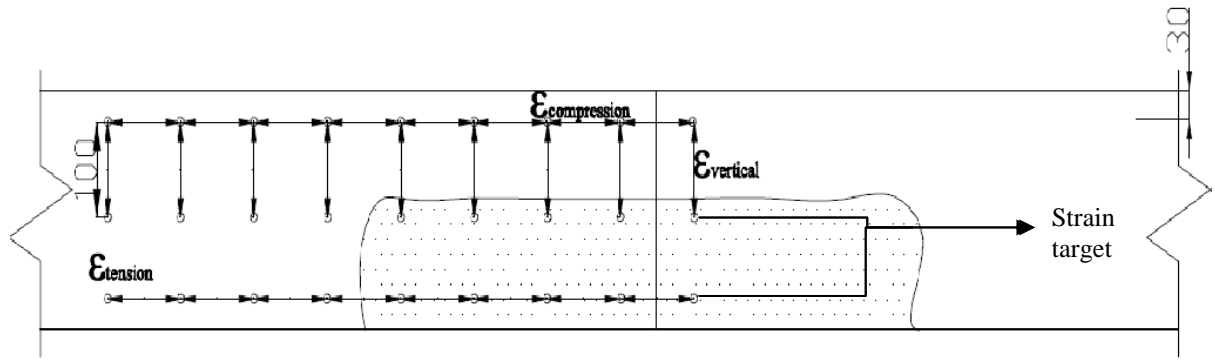 30
εcompression
100
εvertical
Strain
target
εtension